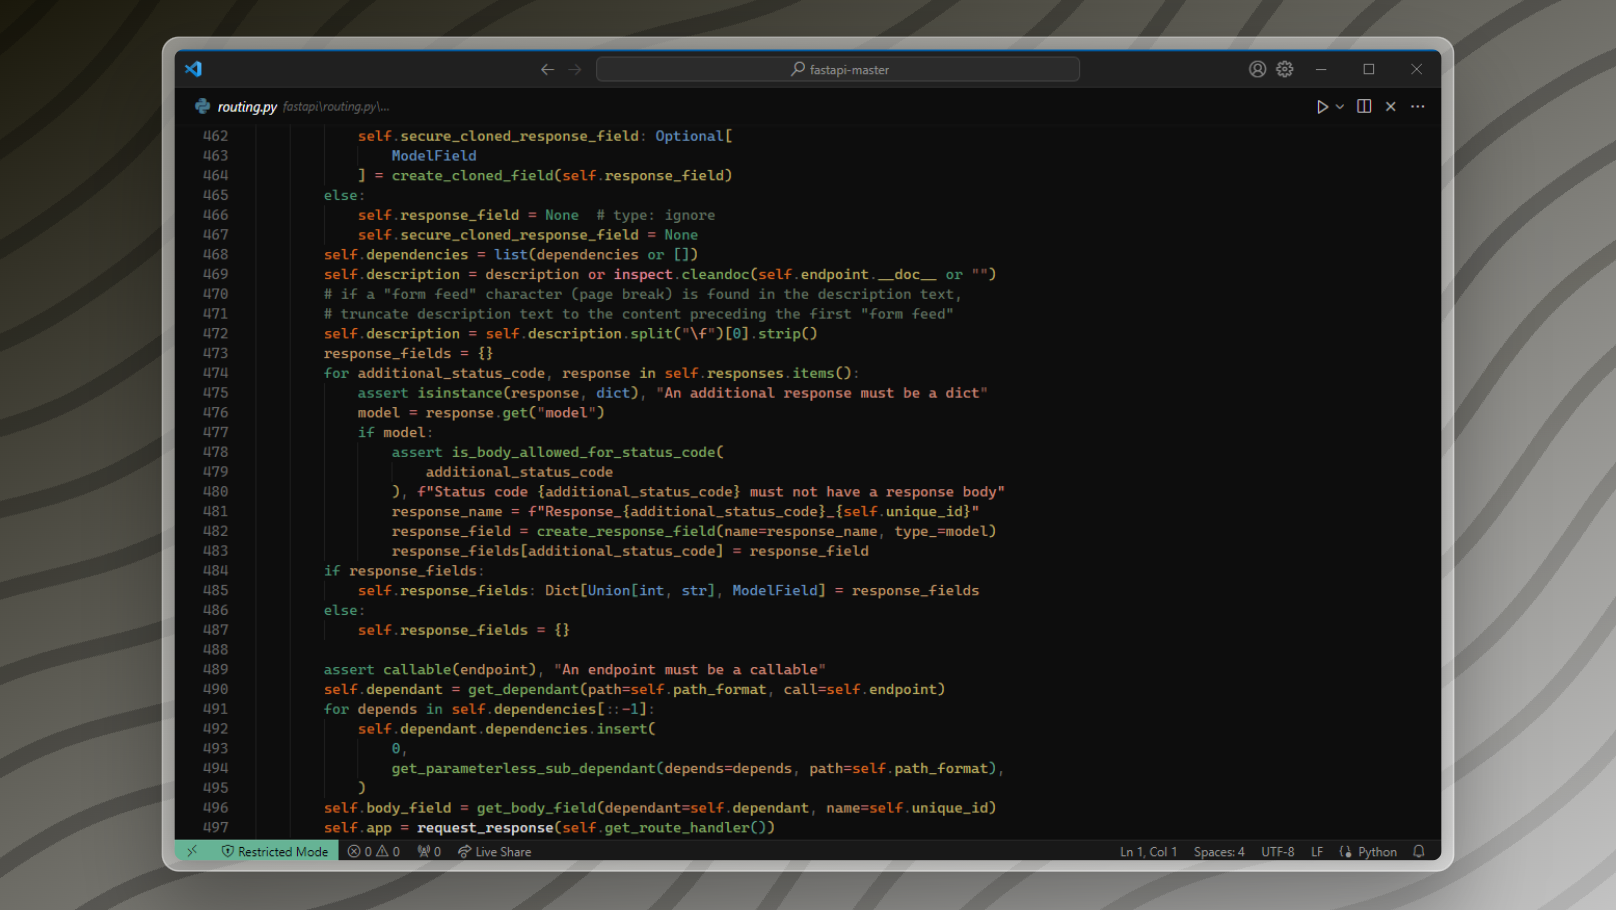 fastapi-master
routing.py fastapi\routing.py\...
462 self.secure_cloned_response_field: Optional[
463 ModelField
464 ] = create_cloned_field(self.response_field)
465 else:
466 self.response_field = None  # type: ignore
467 self.secure_cloned_response_field = None
468 self.dependencies = list(dependencies or [])
469 self.description = description or inspect.cleandoc(self.endpoint.__doc__ or "")
470 # if a "form feed" character (page break) is found in the description text,
471 # truncate description text to the content preceding the first "form feed"
472 self.description = self.description.split("\f")[0].strip()
473 response_fields = {}
474 for additional_status_code, response in self.responses.items():
475 assert isinstance(response, dict), "An additional response must be a dict"
476 model = response.get("model")
477 if model:
478 assert is_body_allowed_for_status_code(
479 additional_status_code
480 ), f"Status code {additional_status_code} must not have a response body"
481 response_name = f"Response_{additional_status_code}_{self.unique_id}"
482 response_field = create_response_field(name=response_name, type_=model)
483 response_fields[additional_status_code] = response_field
484 if response_fields:
485 self.response_fields: Dict[Union[int, str], ModelField] = response_fields
486 else:
487 self.response_fields = {}
488
489 assert callable(endpoint), "An endpoint must be a callable"
490 self.dependant = get_dependant(path=self.path_format, call=self.endpoint)
491 for depends in self.dependencies[::-1]:
492 self.dependant.dependencies.insert(
493 0,
494 get_parameterless_sub_dependant(depends=depends, path=self.path_format),
495 )
496 self.body_field = get_body_field(dependant=self.dependant, name=self.unique_id)
497 self.app = request_response(self.get_route_handler())
Restricted Mode 0 0 0 Live Share Ln 1, Col 1 Spaces: 4 UTF-8 LF Python